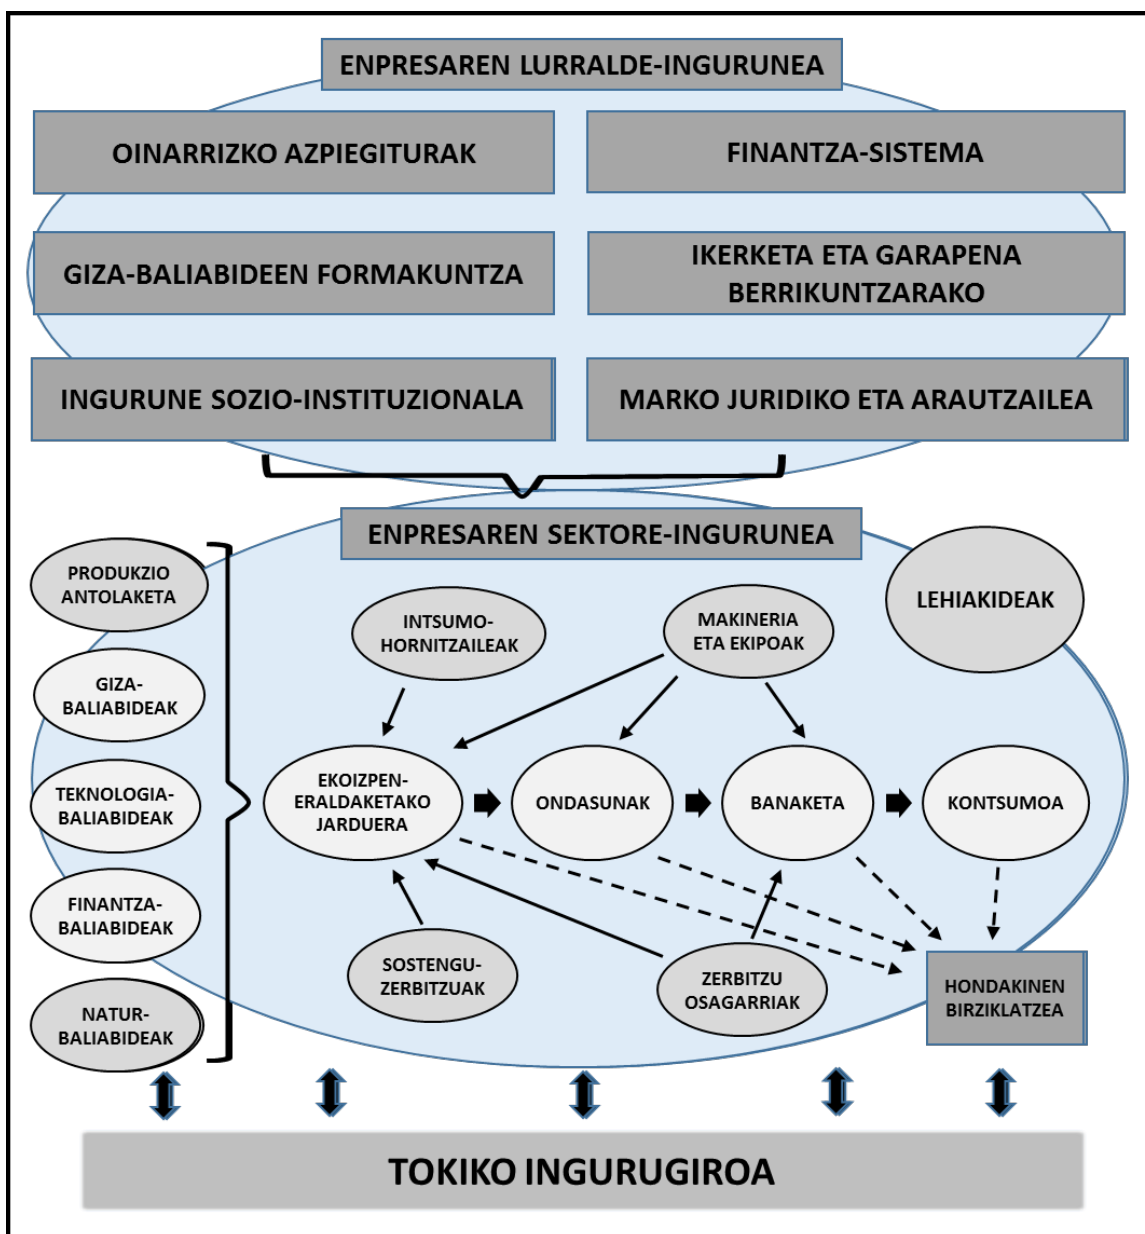 ENPRESAREN LURRALDE-INGURUNEA
OINARRIZKO AZPIEGITURAK
FINANTZA-SISTEMA
GIZA-BALIABIDEEN FORMAKUNTZA
IKERKETA ETA GARAPENA
BERRIKUNTZARAKO
INGURUNE SOZIO-INSTITUZIONALA
MARKO JURIDIKO ETA ARAUTZAILEA
ENPRESAREN SEKTORE-INGURUNEA
PRODUKZIO
ANTOLAKETA
GIZA-
BALIABIDEAK
TEKNOLOGIA-
BALIABIDEAK
FINANTZA-
BALIABIDEAK
NATUR-
BALIABIDEAK
INTSUMO-
HORNITZAILEAK
MAKINERIA
ETA EKIPOAK
LEHIAKIDEAK
EKOIZPEN-
ERALDAKETAKO
JARDUERA
ONDASUNAK
BANAKETA
KONTSUMOA
SOSTENGU-
ZERBITZUAK
ZERBITZU
OSAGARRIAK
HONDAKINEN
BIRZIKLATZEA
TOKIKO INGURUGIROA